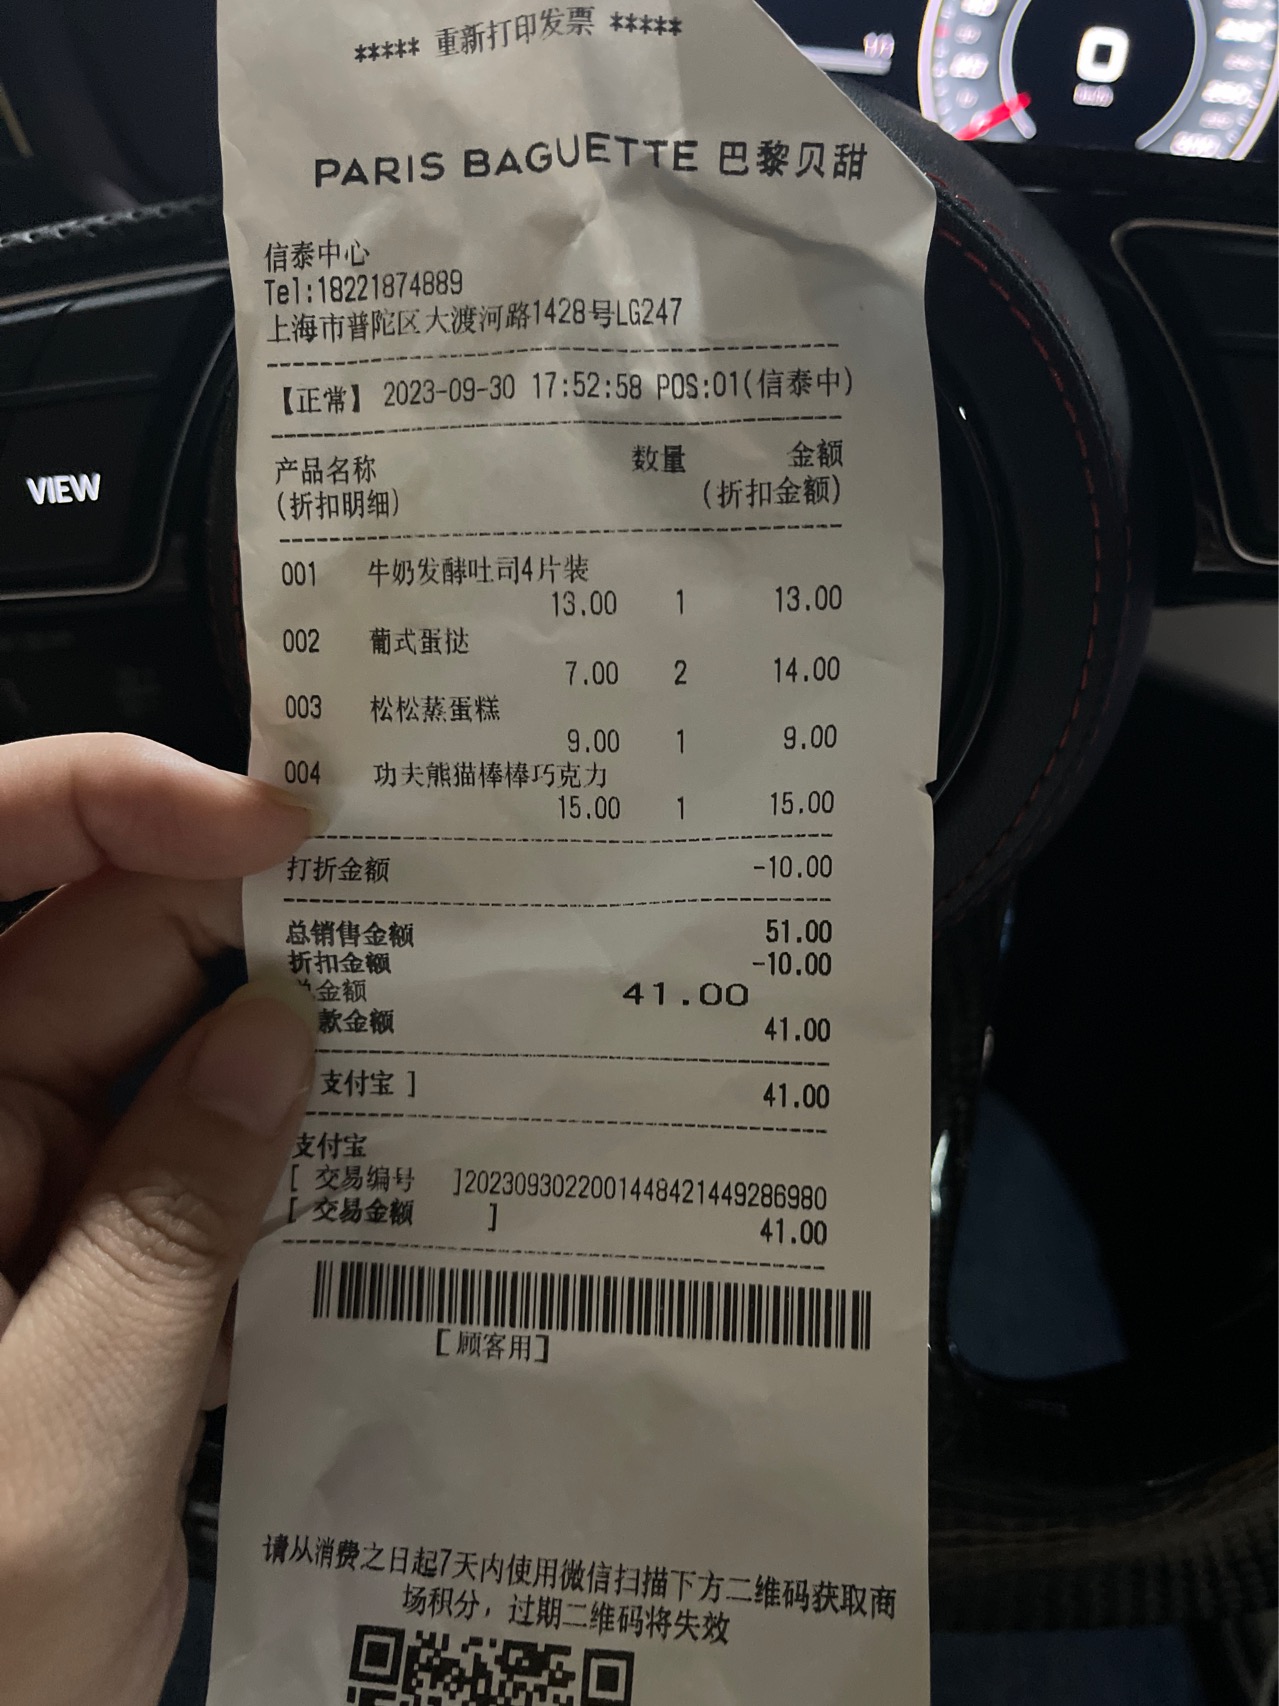 ***** 重新打印发票 *****
PARIS BAGUETTE 巴黎贝甜
信泰中心
Tel:18221874889
上海市普陀区大渡河路1428号LG247
【正常】 2023-09-30 17:52:58 POS:01(信泰中)
产品名称 数量 金额
(折扣明细) (折扣金额)
001 牛奶发酵吐司4片装
13.00 1 13.00
002 葡式蛋挞
7.00 2 14.00
003 松松蒸蛋糕
9.00 1 9.00
004 功夫熊猫棒棒巧克力
15.00 1 15.00
打折金额 -10.00
总销售金额 51.00
折扣金额 -10.00
总金额 41.00
款金额 41.00
支付宝 ] 41.00
支付宝
[ 交易编号 ]2023093022001448421449286980
[ 交易金额 ] 41.00
[ 顾客用 ]
请从消费之日起7天内使用微信扫描下方二维码获取商
场积分，过期二维码将失效
VIEW
0